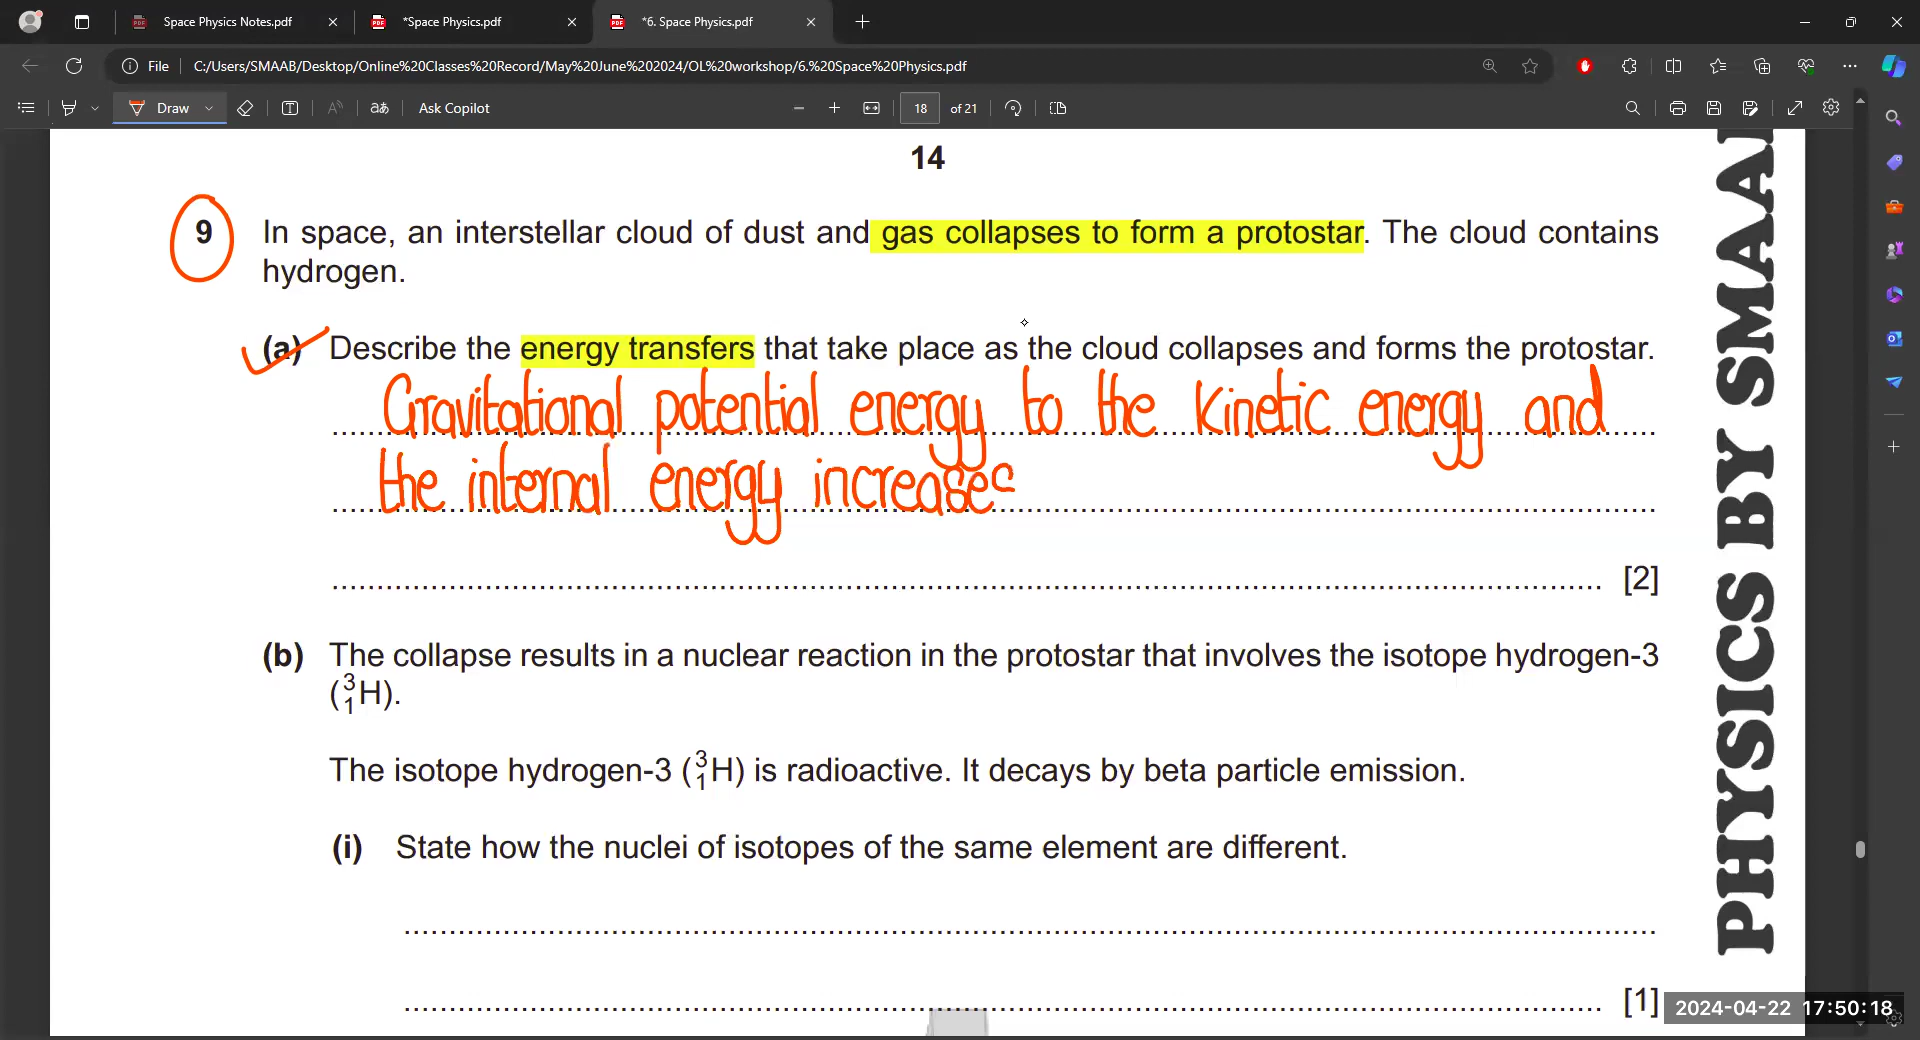 Space Physics Notes.pdf
*Space Physics.pdf
*6. Space Physics.pdf
File
C:/Users/SMAAB/Desktop/Online%20Classes%20Record/May%20June%202024/OL%20workshop/6.%20Space%20Physics.pdf
Draw
Ask Copilot
18 of 21
14
9 In space, an interstellar cloud of dust and gas collapses to form a protostar. The cloud contains
hydrogen.
(a) Describe the energy transfers that take place as the cloud collapses and forms the protostar.
Gravitational potential energy to the Kinetic energy and
the internal energy increases
[2]
(b) The collapse results in a nuclear reaction in the protostar that involves the isotope hydrogen-3
(³₁H).
The isotope hydrogen-3 (³₁H) is radioactive. It decays by beta particle emission.
(i) State how the nuclei of isotopes of the same element are different.
[1]
PHYSICS BY SMAA
2024-04-22 17:50:18